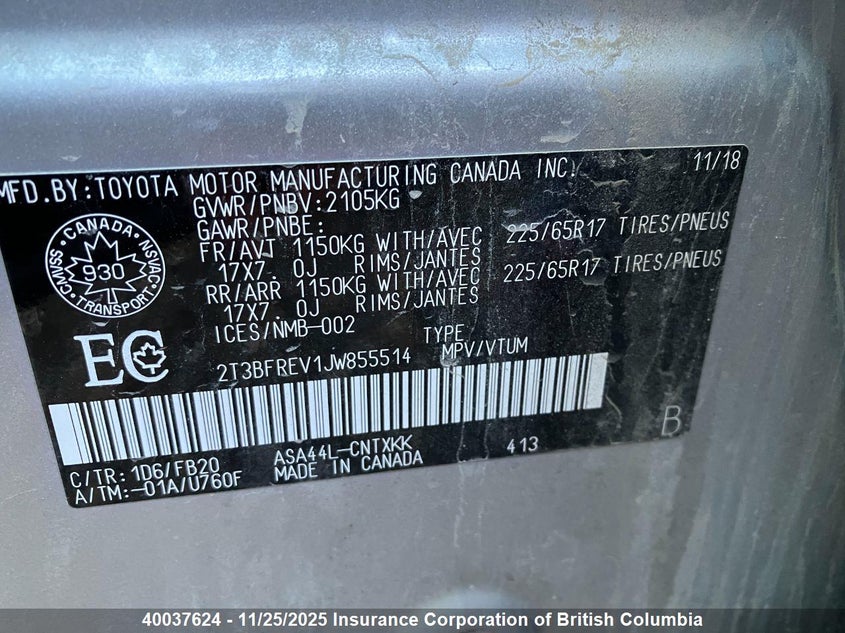 MFD.BY:TOYOTA MOTOR MANUFACTURING CANADA INC. 11/18
GVWR/PNBV:2105KG
GAWR/PNBE:
FR/AVT 1150KG WITH/AVEC 225/65R17 TIRES/PNEUS
17X7. 0J RIMS/JANTES
RR/ARR 1150KG WITH/AVEC 225/65R17 TIRES/PNEUS
17X7. 0J RIMS/JANTES
ICES/NMB-002 TYPE
2T3BFREV1JW855514 MPV/VTUM
CANADA
930
CMVSS NSVAC
TRANSPORT
EC
B
C/TR: 1D6/FB20 ASA44L-CNTXKK 413
A/TM:-01A/U760F MADE IN CANADA
40037624 - 11/25/2025 Insurance Corporation of British Columbia